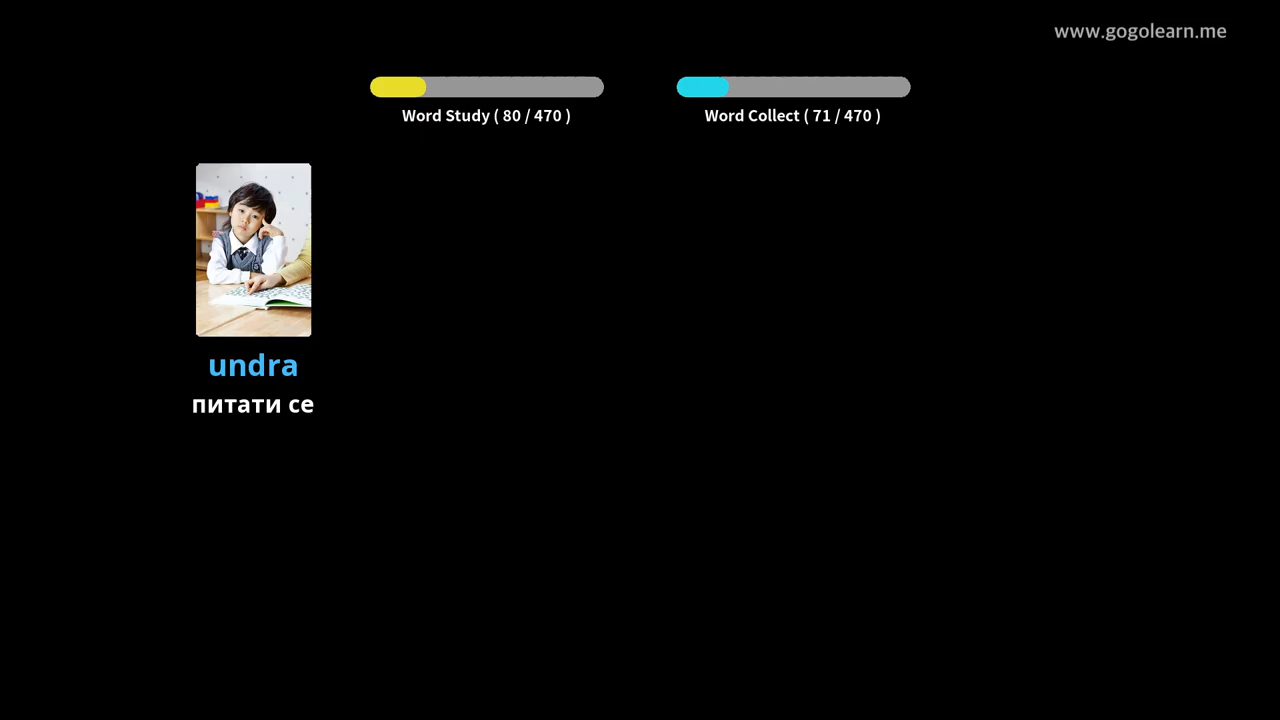 www.gogolearn.me
Word Study ( 80 / 470 )
Word Collect ( 71 / 470 )
undra
питати се